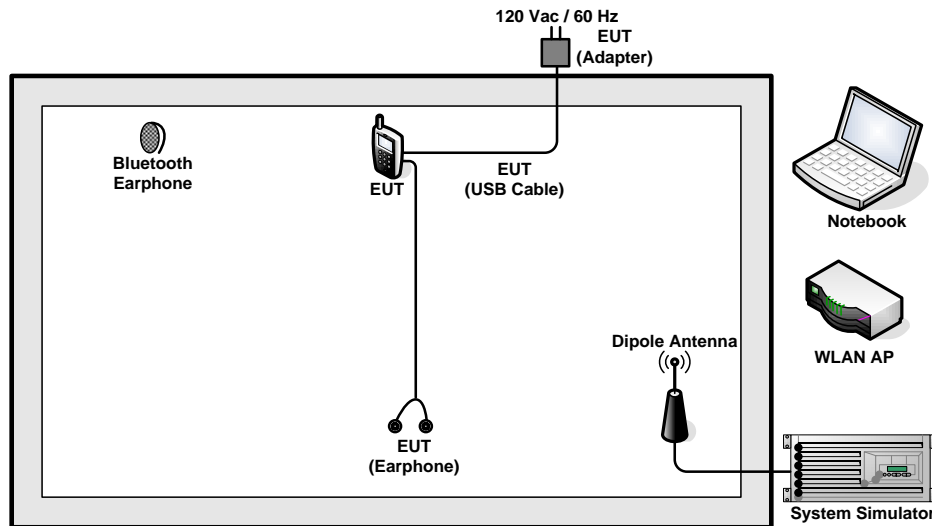 120 Vac / 60 Hz
EUT
(Adapter)
Bluetooth
Earphone
EUT
EUT
(USB Cable)
Notebook
WLAN AP
Dipole Antenna
EUT
(Earphone)
System Simulator